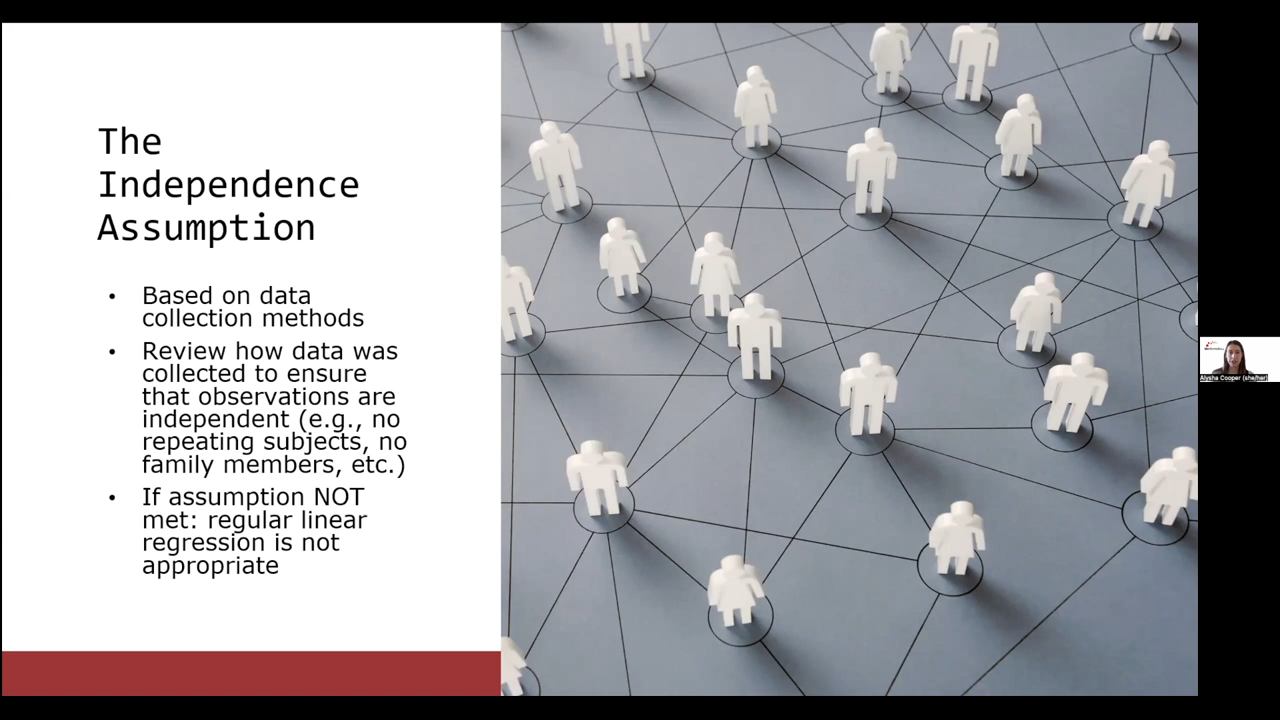 The
Independence
Assumption
• Based on data
collection methods
• Review how data was
collected to ensure
that observations are
independent (e.g., no
repeating subjects, no
family members, etc.)
• If assumption NOT
met: regular linear
regression is not
appropriate
Alysha Cooper (she/her)